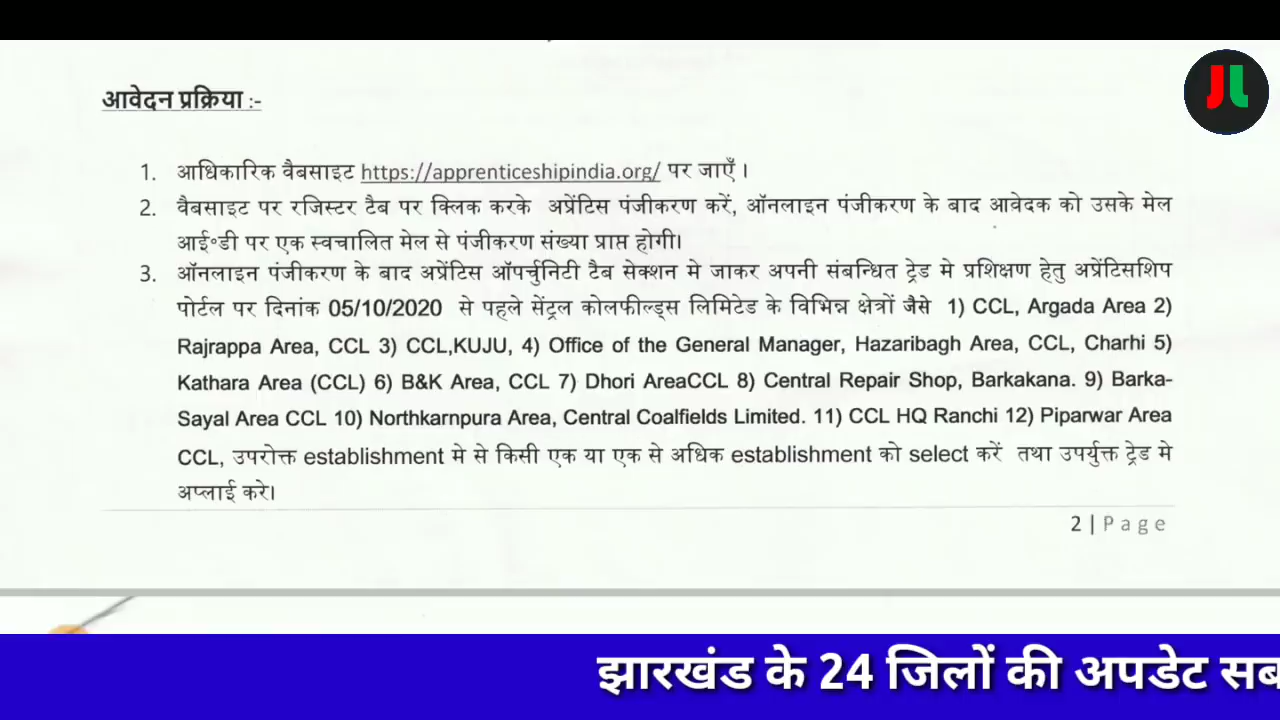 आवेदन प्रक्रिया :-
1. आधिकारिक वैबसाइट https://apprenticeshipindia.org/ पर जाएँ ।
2. वैबसाइट पर रजिस्टर टैब पर क्लिक करके अप्रेंटिस पंजीकरण करें, ऑनलाइन पंजीकरण के बाद आवेदक को उसके मेल
आई॰डी पर एक स्वचालित मेल से पंजीकरण संख्या प्राप्त होगी।
3. ऑनलाइन पंजीकरण के बाद अप्रेंटिस ऑपर्चुनिटी टैब सेक्शन मे जाकर अपनी संबन्धित ट्रेड मे प्रशिक्षण हेतु अप्रेंटिसशिप
पोर्टल पर दिनांक 05/10/2020 से पहले सेंट्रल कोलफील्ड्स लिमिटेड के विभिन्न क्षेत्रों जैसे 1) CCL, Argada Area 2)
Rajrappa Area, CCL 3) CCL,KUJU, 4) Office of the General Manager, Hazaribagh Area, CCL, Charhi 5)
Kathara Area (CCL) 6) B&K Area, CCL 7) Dhori AreaCCL 8) Central Repair Shop, Barkakana. 9) Barka-
Sayal Area CCL 10) Northkarnpura Area, Central Coalfields Limited. 11) CCL HQ Ranchi 12) Piparwar Area
CCL, उपरोक्त establishment मे से किसी एक या एक से अधिक establishment को select करें तथा उपर्युक्त ट्रेड मे
अप्लाई करे।
2 | Page
झारखंड के 24 जिलों की अपडेट सब